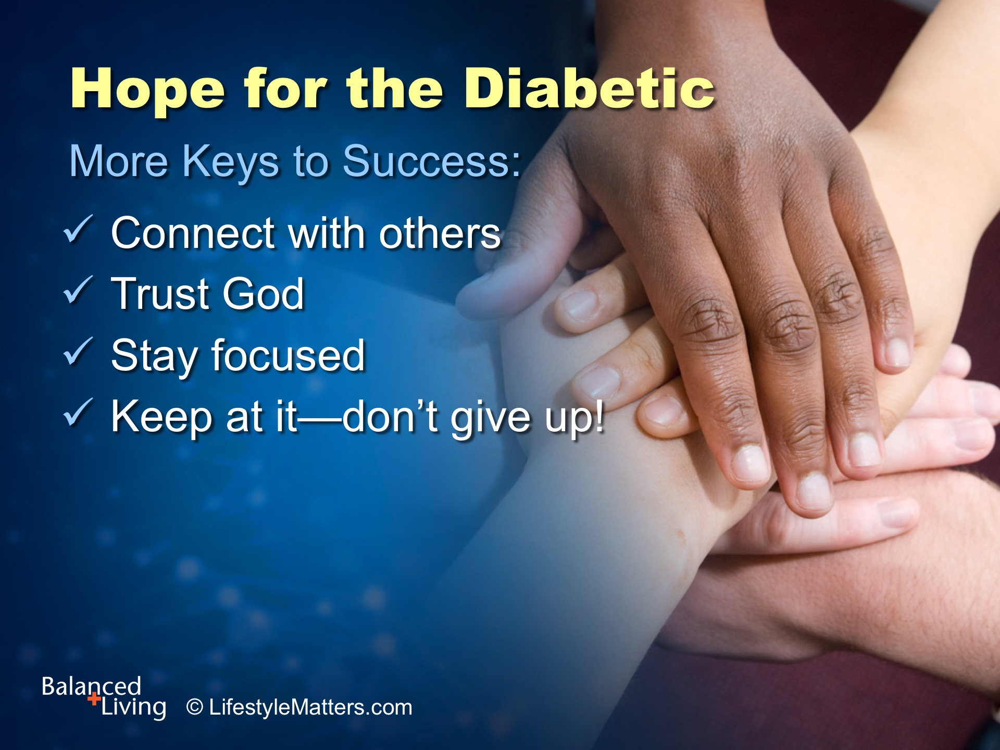 Hope for the Diabetic
More Keys to Success:
✓ Connect with others
✓ Trust God
✓ Stay focused
✓ Keep at it—don’t give up!
Balanced
Living © LifestyleMatters.com